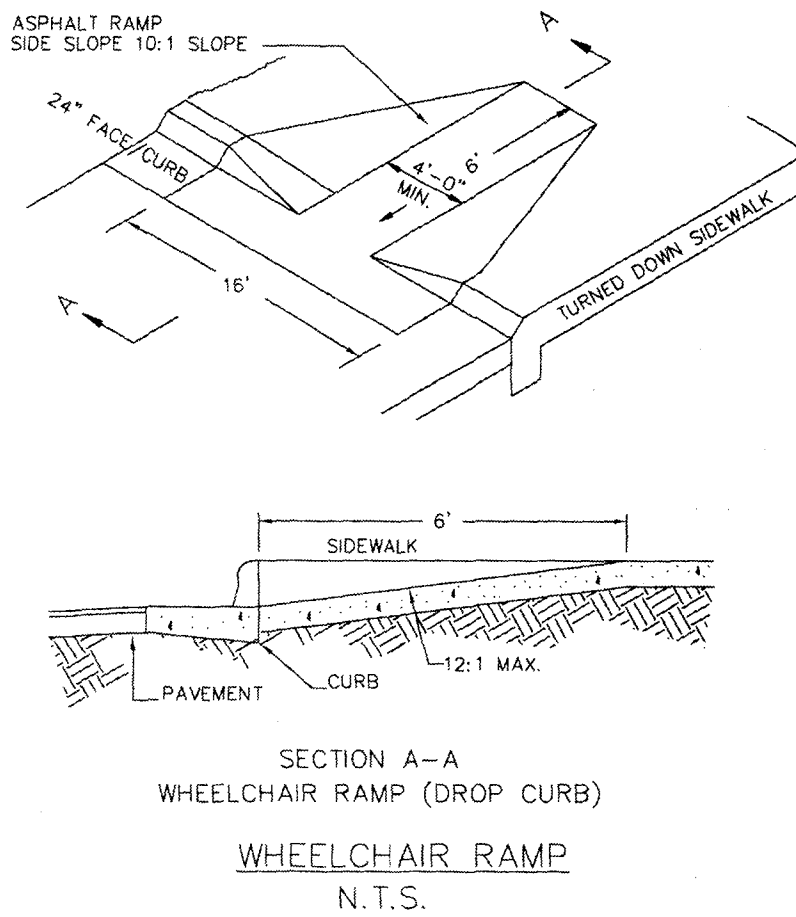 ASPHALT RAMP
SIDE SLOPE 10:1 SLOPE
A
24" FACE/CURB
6'
4'-0"
MIN.
16'
TURNED DOWN SIDEWALK
A
6'
SIDEWALK
12:1 MAX.
CURB
PAVEMENT
SECTION A-A
WHEELCHAIR RAMP (DROP CURB)
WHEELCHAIR RAMP
N.T.S.